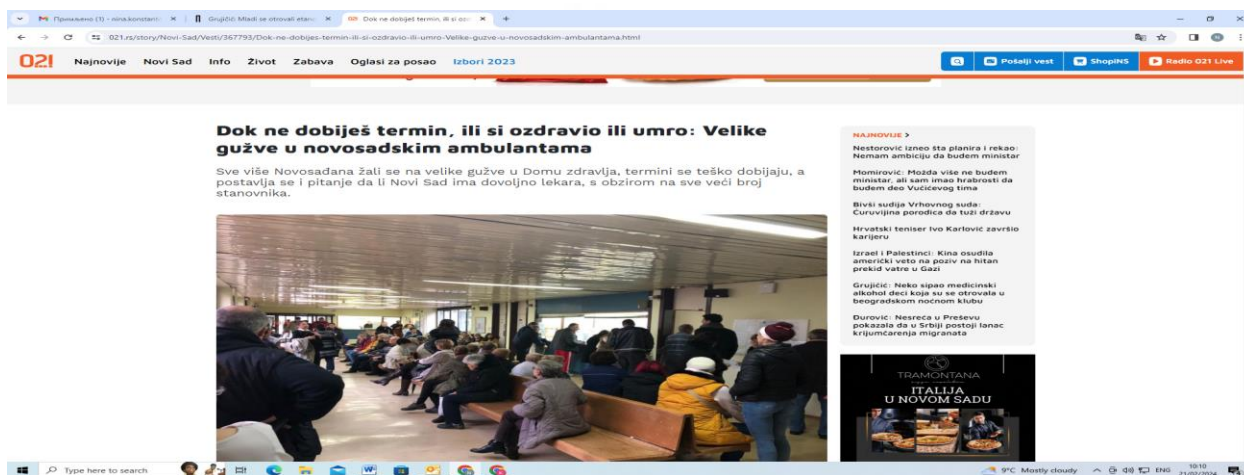 Примљено (1) - nina.konstanti
Grujičić: Mladi se otrovali etano
021 Dok ne dobiješ termin, ili si ozdr
021.rs/story/Novi-Sad/Vesti/367793/Dok-ne-dobijes-termin-ili-si-ozdravio-ili-umro-Velike-guzve-u-novosadskim-ambulantama.html
021 Najnovije Novi Sad Info Život Zabava Oglasi za posao Izbori 2023 Pošalji vest ShopiNS Radio 021 Live
Dok ne dobiješ termin, ili si ozdravio ili umro: Velike
gužve u novosadskim ambulantama
Sve više Novosađana žali se na velike gužve u Domu zdravlja, termini se teško dobijaju, a
postavlja se i pitanje da li Novi Sad ima dovoljno lekara, s obzirom na sve veći broj
stanovnika.
NAJNOVIJE >
Nestorović izneo šta planira i rekao:
Nemam ambiciju da budem ministar
Momirović: Možda više ne budem
ministar, ali sam imao hrabrosti da
budem deo Vučićevog tima
Bivši sudija Vrhovnog suda:
Ćuruvijina porodica da tuži državu
Hrvatski teniser Ivo Karlović završio
karijeru
Izrael i Palestinci: Kina osudila
američki veto na poziv na hitan
prekid vatre u Gazi
Grujičić: Neko sipao medicinski
alkohol deci koja su se otrovala u
beogradskom noćnom klubu
Đurović: Nesreća u Preševu
pokazala da u Srbiji postoji lanac
krijumčarenja migranata
TRAMONTANA
ITALIJA
U NOVOM SADU
Type here to search
9°C Mostly cloudy
ENG
10:10
21/02/2024